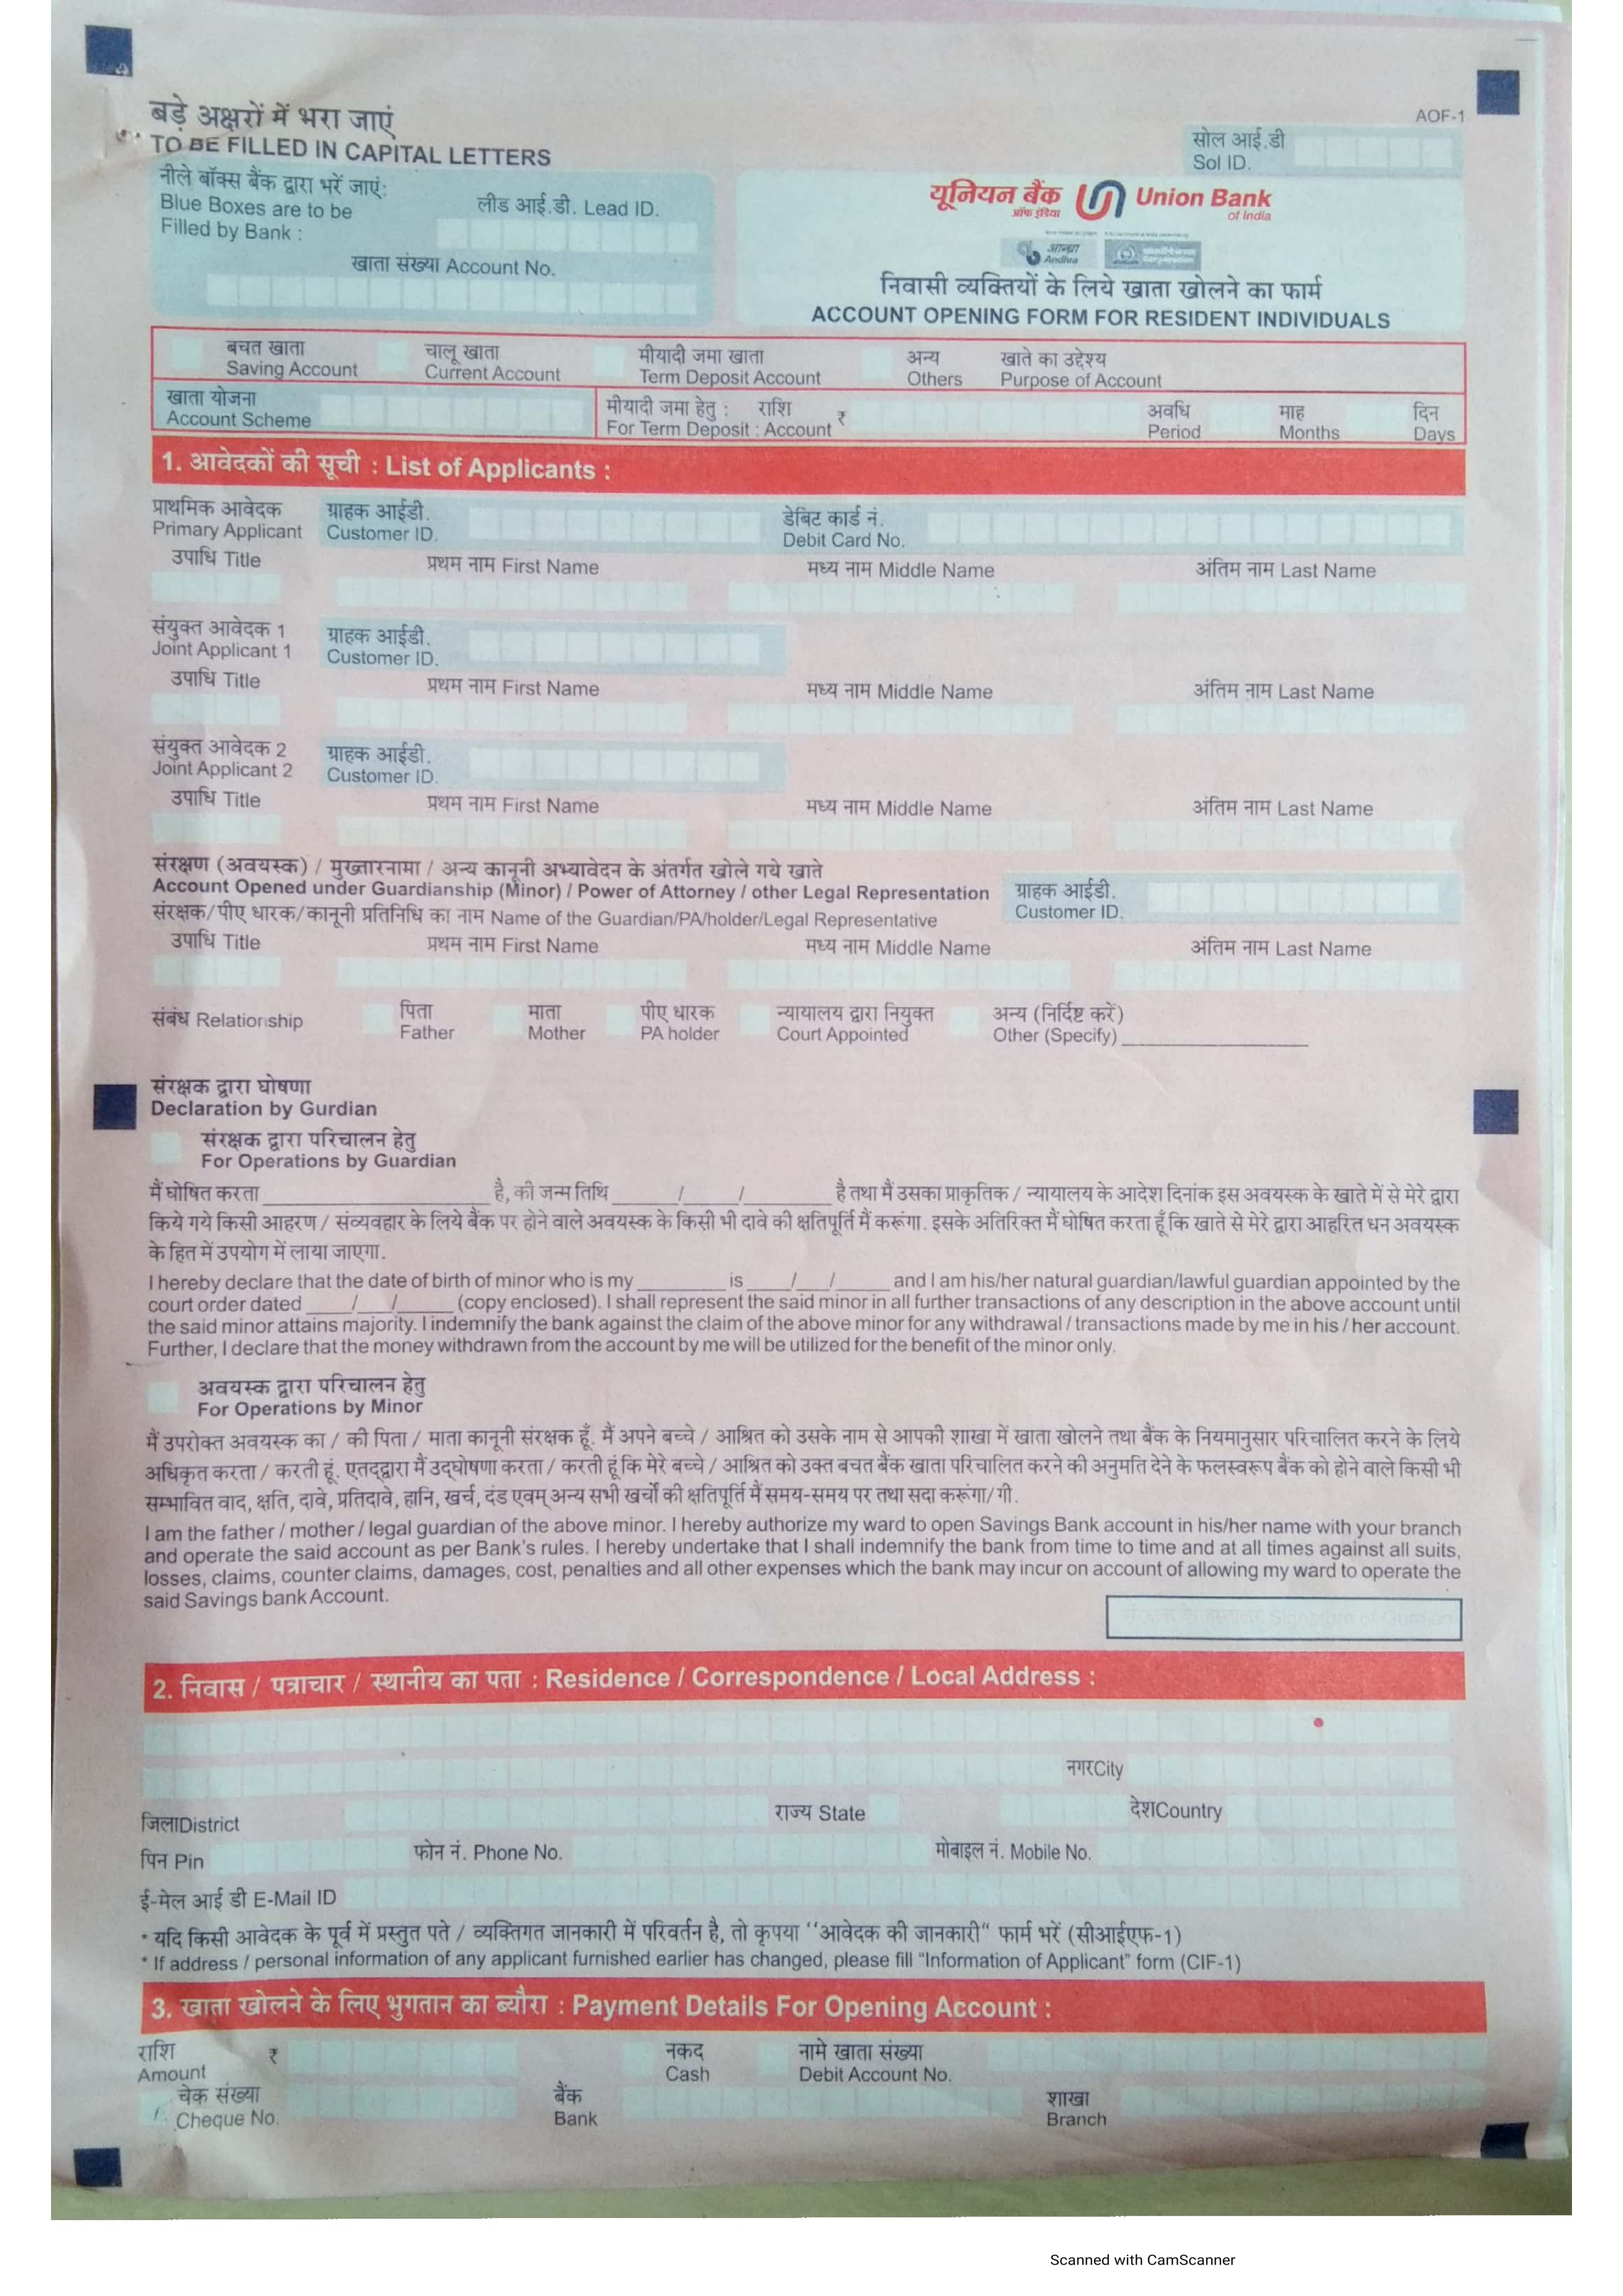 बड़े अक्षरों में भरा जाएं
TO BE FILLED IN CAPITAL LETTERS
AOF-1
सोल आई.डी
Sol ID.
नीले बॉक्स बैंक द्वारा भरें जाएं:
Blue Boxes are to be
Filled by Bank :
लीड आई.डी. Lead ID.
खाता संख्या Account No.
यूनियन बैंक Union Bank
ऑफ इंडिया of India
आन्ध्रा
Andhra
Corporation
निवासी व्यक्तियों के लिये खाता खोलने का फार्म
ACCOUNT OPENING FORM FOR RESIDENT INDIVIDUALS
बचत खाता चालू खाता मीयादी जमा खाता अन्य खाते का उद्देश्य
Saving Account Current Account Term Deposit Account Others Purpose of Account
खाता योजना मीयादी जमा हेतु : राशि ₹ अवधि माह दिन
Account Scheme For Term Deposit : Account Period Months Days
1. आवेदकों की सूची : List of Applicants :
प्राथमिक आवेदक ग्राहक आईडी. डेबिट कार्ड नं.
Primary Applicant Customer ID. Debit Card No.
उपाधि Title प्रथम नाम First Name मध्य नाम Middle Name अंतिम नाम Last Name
संयुक्त आवेदक 1 ग्राहक आईडी.
Joint Applicant 1 Customer ID.
उपाधि Title प्रथम नाम First Name मध्य नाम Middle Name अंतिम नाम Last Name
संयुक्त आवेदक 2 ग्राहक आईडी.
Joint Applicant 2 Customer ID.
उपाधि Title प्रथम नाम First Name मध्य नाम Middle Name अंतिम नाम Last Name
संरक्षण (अवयस्क) / मुख्तारनामा / अन्य कानूनी अभ्यावेदन के अंतर्गत खोले गये खाते
Account Opened under Guardianship (Minor) / Power of Attorney / other Legal Representation
ग्राहक आईडी.
Customer ID.
संरक्षक/पीए धारक/कानूनी प्रतिनिधि का नाम Name of the Guardian/PA/holder/Legal Representative
उपाधि Title प्रथम नाम First Name मध्य नाम Middle Name अंतिम नाम Last Name
संबंध Relationship
पिता माता पीए धारक न्यायालय द्वारा नियुक्त अन्य (निर्दिष्ट करें)
Father Mother PA holder Court Appointed Other (Specify)
संरक्षक द्वारा घोषणा
Declaration by Gurdian
संरक्षक द्वारा परिचालन हेतु
For Operations by Guardian
मैं घोषित करता ____ है, की जन्म तिथि ____/____/____ है तथा मैं उसका प्राकृतिक / न्यायालय के आदेश दिनांक इस अवयस्क के खाते में से मेरे द्वारा
किये गये किसी आहरण / संव्यवहार के लिये बैंक पर होने वाले अवयस्क के किसी भी दावे की क्षतिपूर्ति मैं करूंगा. इसके अतिरिक्त मैं घोषित करता हूँ कि खाते से मेरे द्वारा आहरित धन अवयस्क
के हित में उपयोग में लाया जाएगा.
I hereby declare that the date of birth of minor who is my ____ is ____/____/____ and I am his/her natural guardian/lawful guardian appointed by the
court order dated ____/____/____ (copy enclosed). I shall represent the said minor in all further transactions of any description in the above account until
the said minor attains majority. I indemnify the bank against the claim of the above minor for any withdrawal / transactions made by me in his / her account.
Further, I declare that the money withdrawn from the account by me will be utilized for the benefit of the minor only.
अवयस्क द्वारा परिचालन हेतु
For Operations by Minor
मैं उपरोक्त अवयस्क का / की पिता / माता कानूनी संरक्षक हूँ. मैं अपने बच्चे / आश्रित को उसके नाम से आपकी शाखा में खाता खोलने तथा बैंक के नियमानुसार परिचालित करने के लिये
अधिकृत करता / करती हूं. एतद्द्वारा मैं उद्घोषणा करता / करती हूं कि मेरे बच्चे / आश्रित को उक्त बचत बैंक खाता परिचालित करने की अनुमति देने के फलस्वरूप बैंक को होने वाले किसी भी
सम्भावित वाद, क्षति, दावे, प्रतिदावे, हानि, खर्च, दंड एवम् अन्य सभी खर्चों की क्षतिपूर्ति मैं समय-समय पर तथा सदा करूंगा/गी.
I am the father / mother / legal guardian of the above minor. I hereby authorize my ward to open Savings Bank account in his/her name with your branch
and operate the said account as per Bank's rules. I hereby undertake that I shall indemnify the bank from time to time and at all times against all suits,
losses, claims, counter claims, damages, cost, penalties and all other expenses which the bank may incur on account of allowing my ward to operate the
said Savings bank Account.
Signature of Gurdian
2. निवास / पत्राचार / स्थानीय का पता : Residence / Correspondence / Local Address :
नगरCity
जिलाDistrict राज्य State देशCountry
पिन Pin फोन नं. Phone No. मोबाइल नं. Mobile No.
ई-मेल आई डी E-Mail ID
* यदि किसी आवेदक के पूर्व में प्रस्तुत पते / व्यक्तिगत जानकारी में परिवर्तन है, तो कृपया ''आवेदक की जानकारी" फार्म भरें (सीआईएफ-1)
* If address / personal information of any applicant furnished earlier has changed, please fill “Information of Applicant” form (CIF-1)
3. खाता खोलने के लिए भुगतान का ब्यौरा : Payment Details For Opening Account :
राशि ₹ नकद नामे खाता संख्या
Amount Cash Debit Account No.
चेक संख्या बैंक शाखा
Cheque No. Bank Branch
Scanned with CamScanner